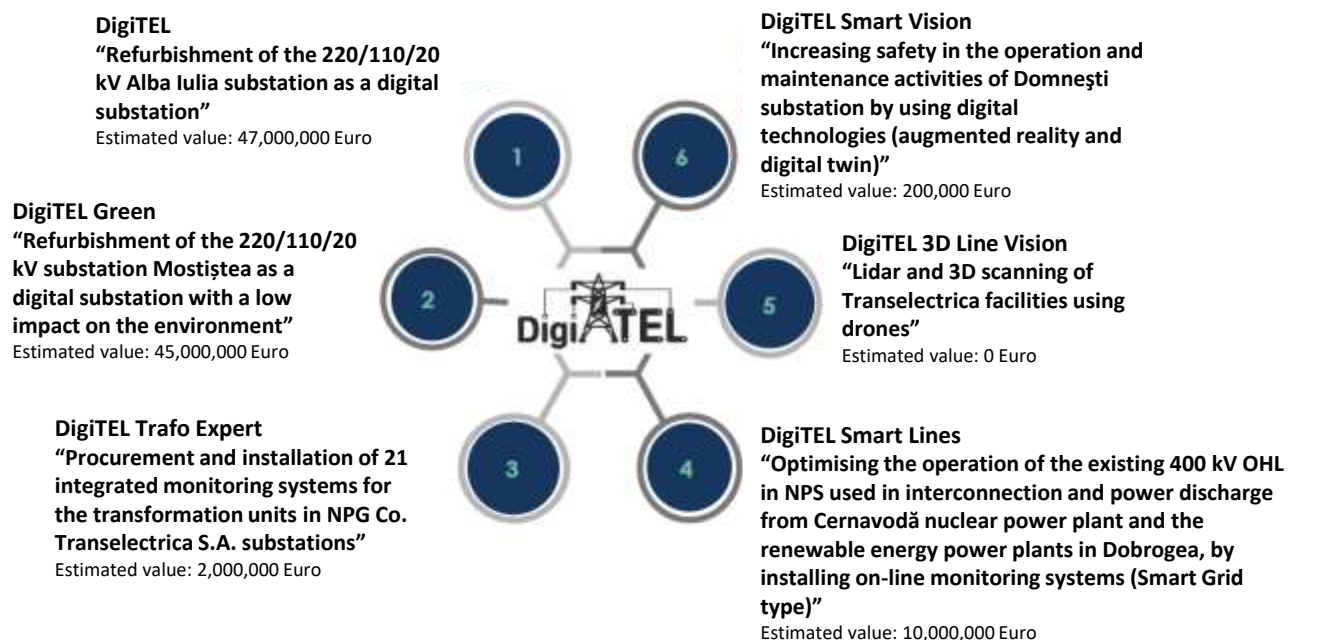 DigiTEL
“Refurbishment of the 220/110/20
kV Alba Iulia substation as a digital
substation”
Estimated value: 47,000,000 Euro
DigiTEL Green
“Refurbishment of the 220/110/20
kV substation Mostiștea as a
digital substation with a low
impact on the environment”
Estimated value: 45,000,000 Euro
DigiTEL Trafo Expert
“Procurement and installation of 21
integrated monitoring systems for
the transformation units in NPG Co.
Transelectrica S.A. substations”
Estimated value: 2,000,000 Euro
1
6
2
DigiTEL
5
3
4
DigiTEL Smart Vision
“Increasing safety in the operation and
maintenance activities of Domneşti
substation by using digital
technologies (augmented reality and
digital twin)”
Estimated value: 200,000 Euro
DigiTEL 3D Line Vision
“Lidar and 3D scanning of
Transelectrica facilities using
drones”
Estimated value: 0 Euro
DigiTEL Smart Lines
“Optimising the operation of the existing 400 kV OHL
in NPS used in interconnection and power discharge
from Cernavodă nuclear power plant and the
renewable energy power plants in Dobrogea, by
installing on-line monitoring systems (Smart Grid
type)”
Estimated value: 10,000,000 Euro